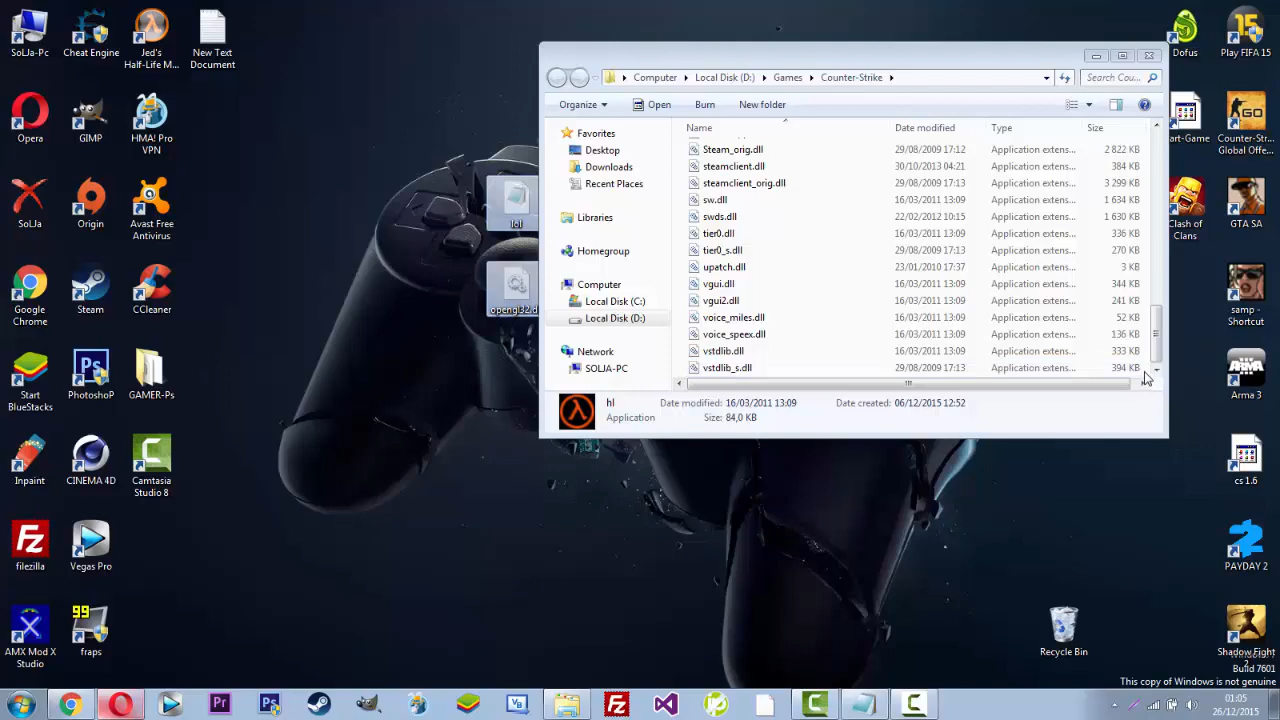 SoLJa-Pc
Cheat Engine
Jed's
Half-Life M...
New Text
Document
Opera
GIMP
HMA! Pro
VPN
SoLJa
Origin
Avast Free
Antivirus
Google
Chrome
Steam
CCleaner
Start
BlueStacks
PhotoshoP
GAMER-Ps
Inpaint
CINEMA 4D
Camtasia
Studio 8
filezilla
Vegas Pro
AMX Mod X
Studio
99
fraps
lol
opengl32.d
Computer
Local Disk (D:)
Games
Counter-Strike
Search Cou...
Organize
Open
Burn
New folder
Favorites
Desktop
Downloads
Recent Places
Libraries
Homegroup
Computer
Local Disk (C:)
Local Disk (D:)
Network
SOLJA-PC
Name Date modified Type Size
Steam_orig.dll 29/08/2009 17:12 Application extens... 2 822 KB
steamclient.dll 30/10/2013 04:21 Application extens... 384 KB
steamclient_orig.dll 29/08/2009 17:13 Application extens... 3 299 KB
sw.dll 16/03/2011 13:09 Application extens... 1 634 KB
swds.dll 22/02/2012 18:01 Application extens... 1 630 KB
tier0.dll 16/03/2011 13:09 Application extens... 336 KB
tier0_s.dll 29/08/2009 17:13 Application extens... 270 KB
upatch.dll 23/01/2010 17:37 Application extens... 3 KB
vgui.dll 16/03/2011 13:09 Application extens... 344 KB
vgui2.dll 16/03/2011 13:09 Application extens... 241 KB
voice_miles.dll 16/03/2011 13:09 Application extens... 52 KB
voice_speex.dll 16/03/2011 13:09 Application extens... 136 KB
vstdlib.dll 16/03/2011 13:09 Application extens... 333 KB
vstdlib_s.dll 29/08/2009 17:13 Application extens... 394 KB
hl Date modified: 16/03/2011 13:09 Date created: 06/12/2015 12:52
Application Size: 84,0 KB
Dofus
15
Play FIFA 15
art-Game
GO
Counter-Str...
Global Offe...
Clash of
Clans
GTA SA
samp -
Shortcut
ARMA
Arma 3
cs 1.6
PAYDAY 2
Recycle Bin
Shadow Fight
2
Build 7601
This copy of Windows is not genuine
01:05
26/12/2015